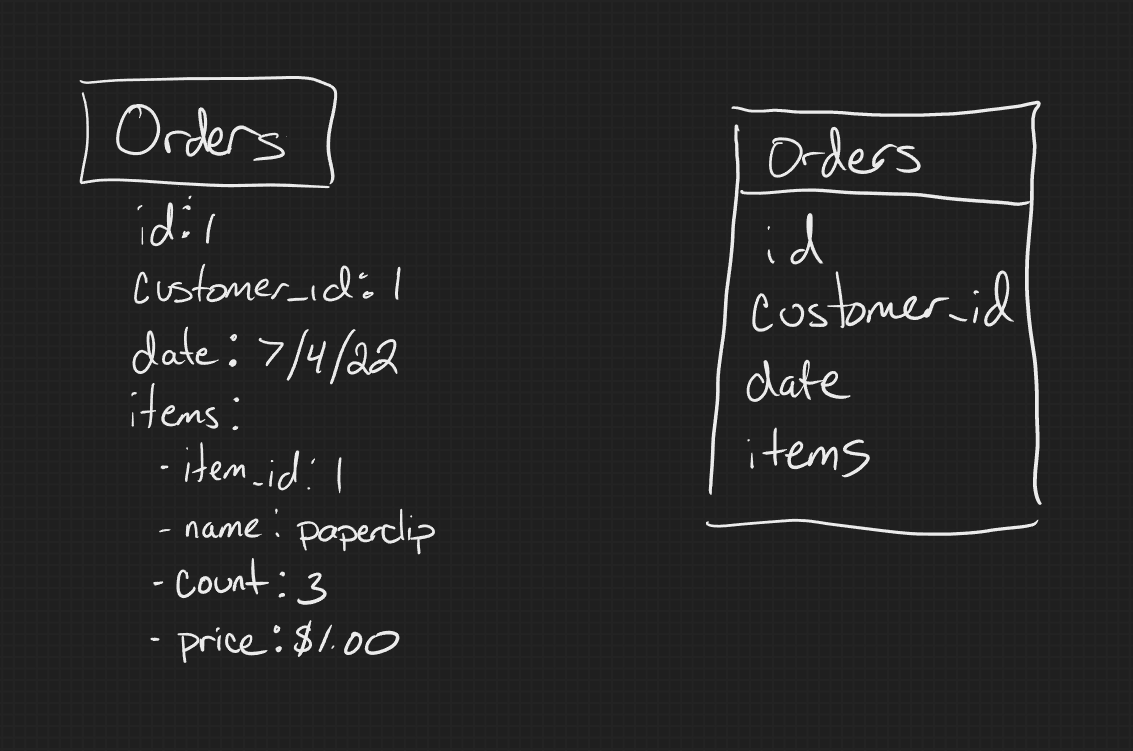 Orders
id: 1
customer_id: 1
date: 7/4/22
items:
- item_id: 1
- name: paperclip
- count: 3
- price: $1.00
Orders
id
customer_id
date
items